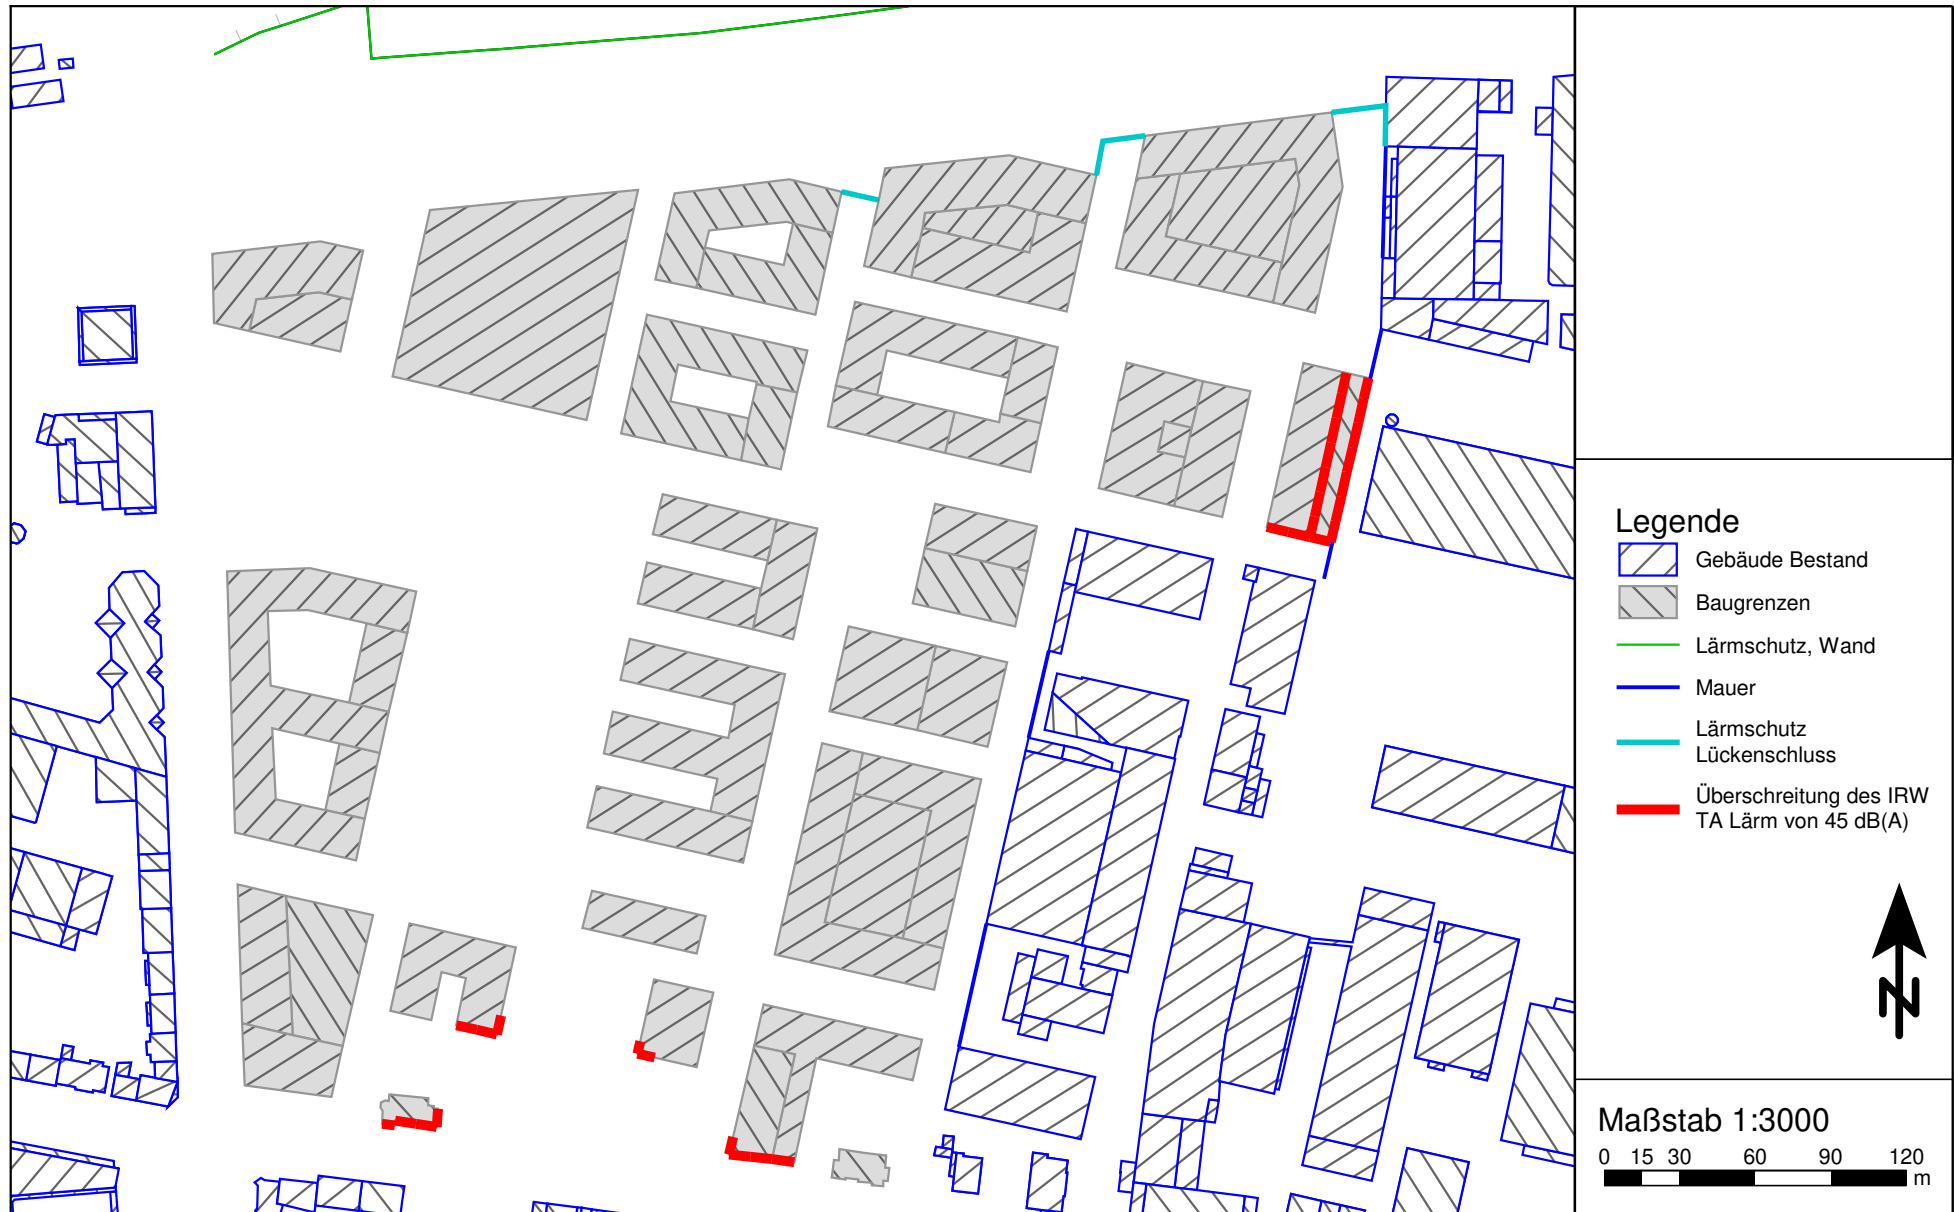 Legende
Gebäude Bestand
Baugrenzen
Lärmschutz, Wand
Mauer
Lärmschutz
Lückenschluss
Überschreitung des IRW
TA Lärm von 45 dB(A)
N
Maßstab 1:3000
0 15 30 60 90 120
m